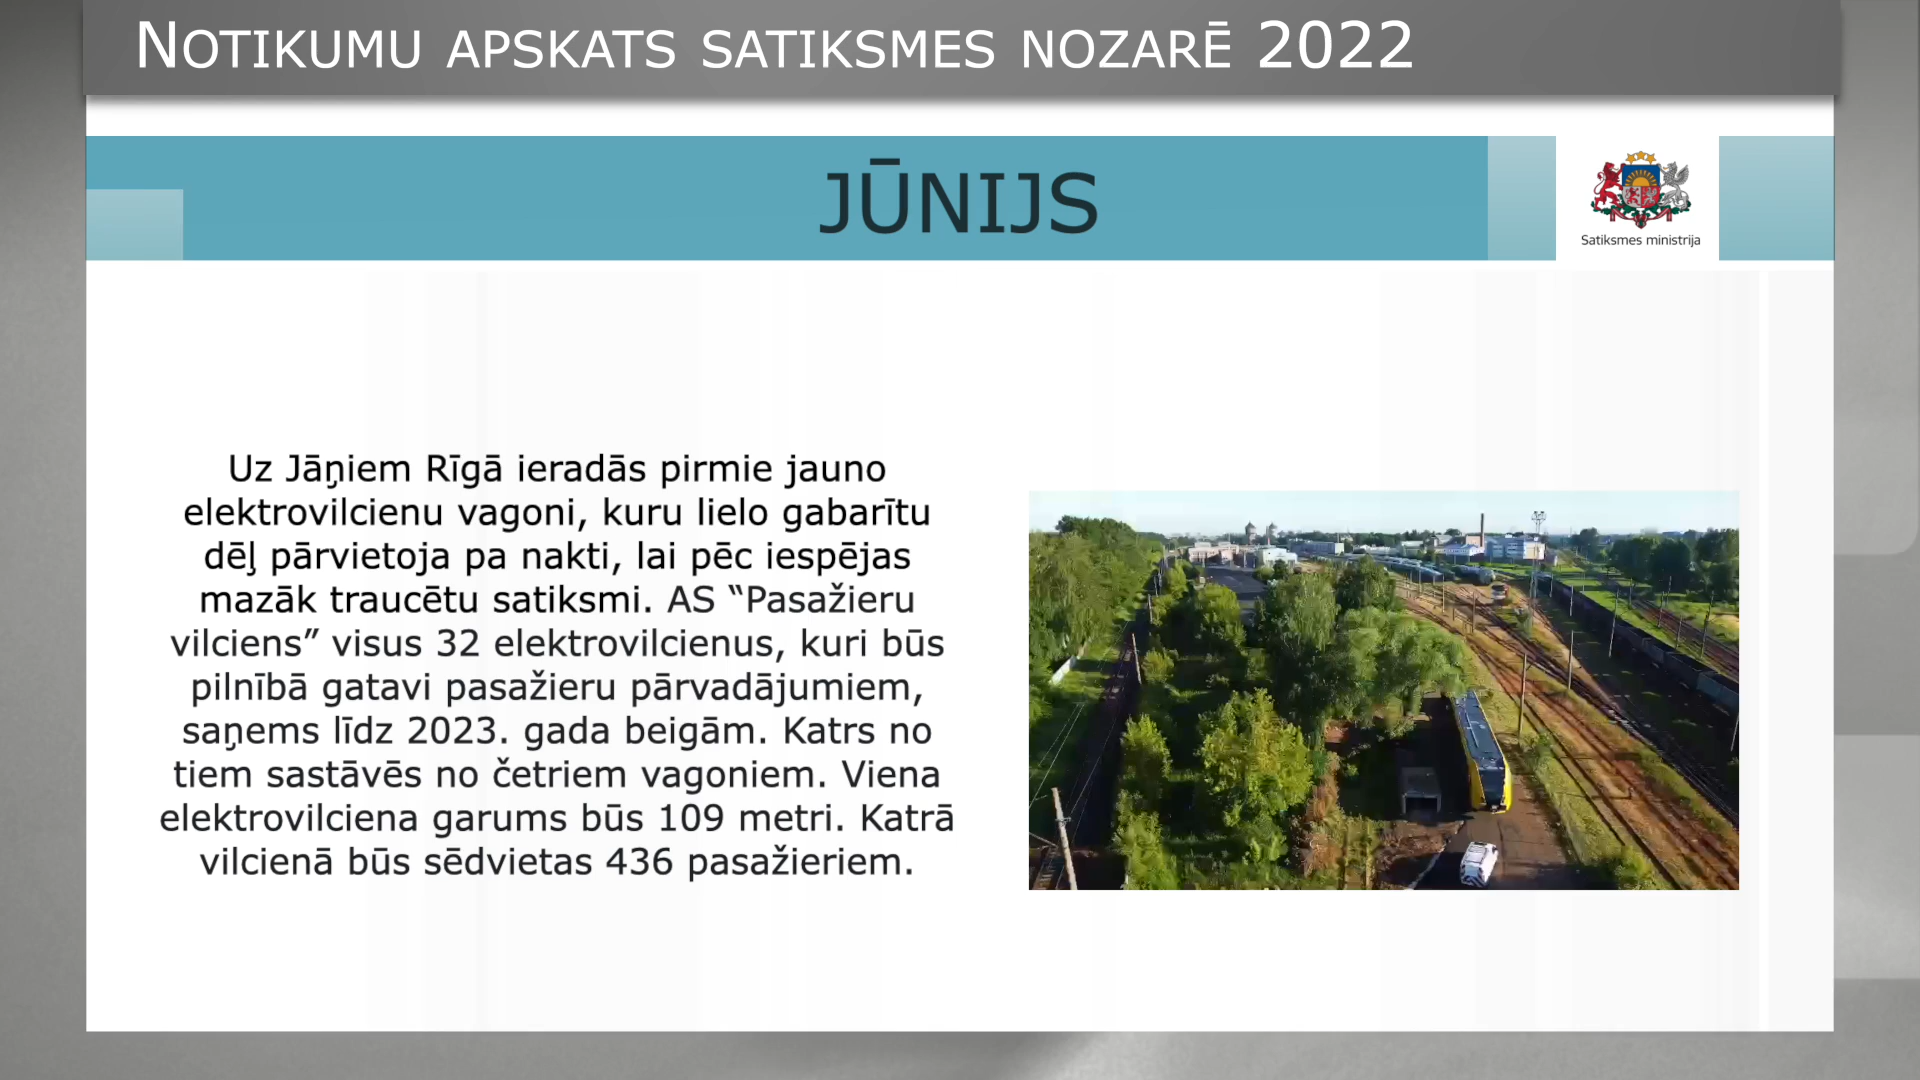 NOTIKUMU APSKATS SATIKSMES NOZARĒ 2022
JŪNIJS
Satiksmes ministrija
Uz Jāņiem Rīgā ieradās pirmie jauno
elektrovilcienu vagoni, kuru lielo gabarītu
dēļ pārvietoja pa nakti, lai pēc iespējas
mazāk traucētu satiksmi. AS “Pasažieru
vilciens” visus 32 elektrovilcienus, kuri būs
pilnībā gatavi pasažieru pārvadājumiem,
saņems līdz 2023. gada beigām. Katrs no
tiem sastāvēs no četriem vagoniem. Viena
elektrovilciena garums būs 109 metri. Katrā
vilcienā būs sēdvietas 436 pasažieriem.